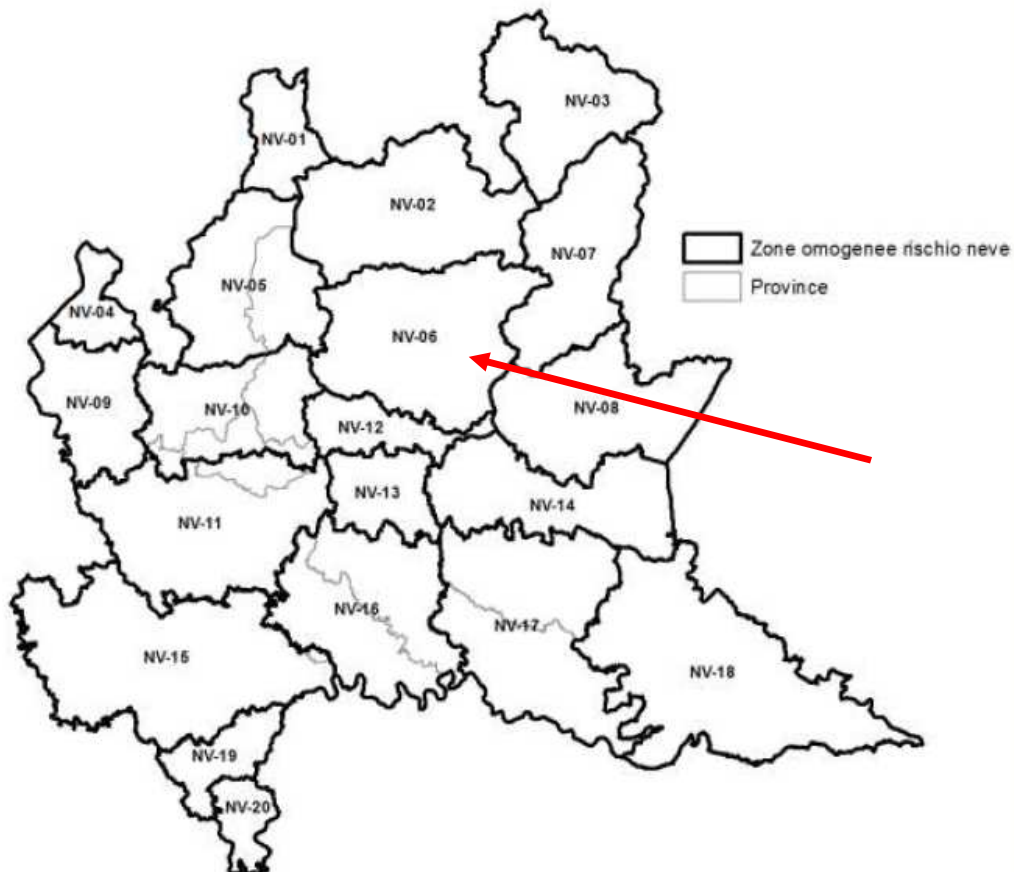 NV-03
NV-01
NV-02
NV-07
Zone omogenee rischio neve
Province
NV-05
NV-04
NV-06
NV-09
NV-10
NV-08
NV-12
NV-13
NV-14
NV-11
NV-16
NV-17
NV-15
NV-18
NV-19
NV-20